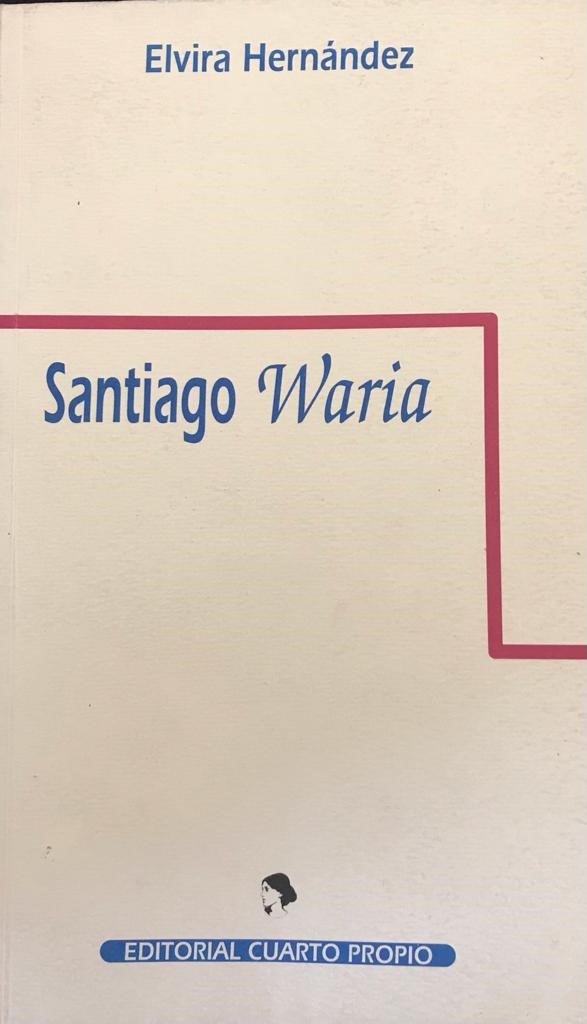 Elvira Hernández
Santiago Waria
EDITORIAL CUARTO PROPIO